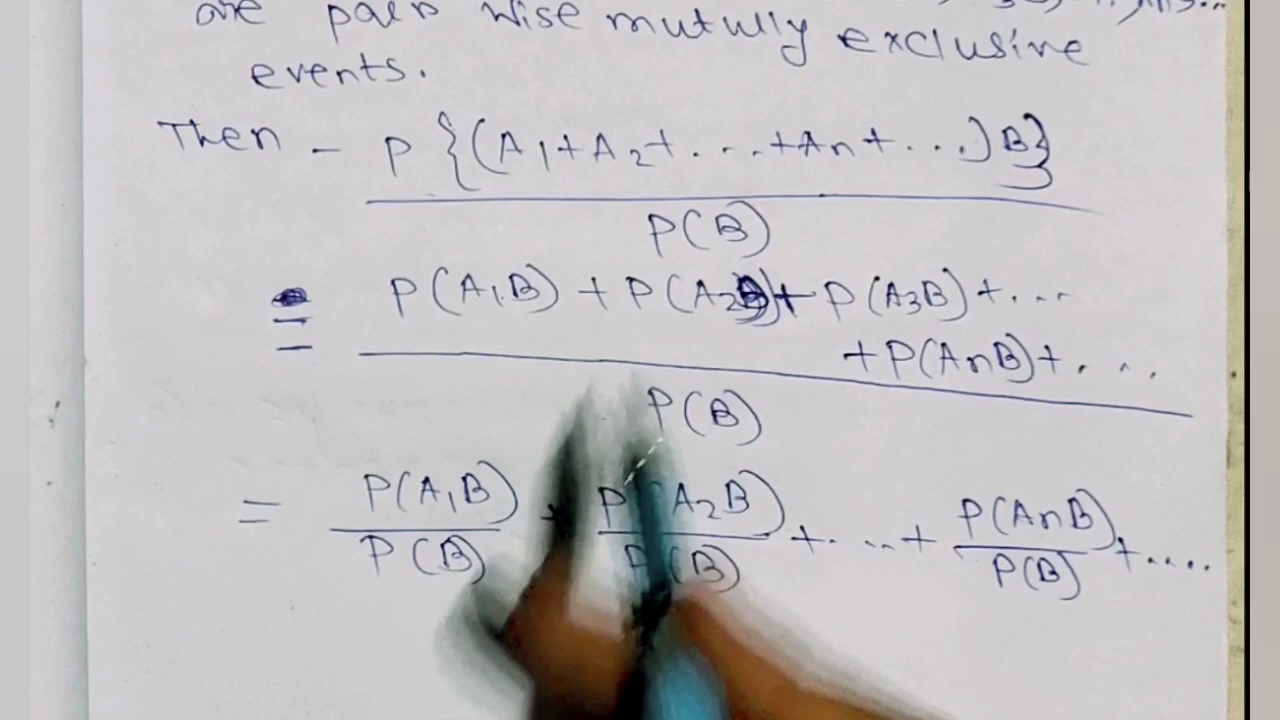 are pair wise mutully exclusive
events.
Then - P {(A1+A2+...+An+...)B}
P(B)
= P(A1B) + P(A2B)+ P(A3B)+...
+P(AnB)+...
P(B)
= P(A1B) + P(A2B) +....+ P(AnB) +....
P(B) P(B) P(B)